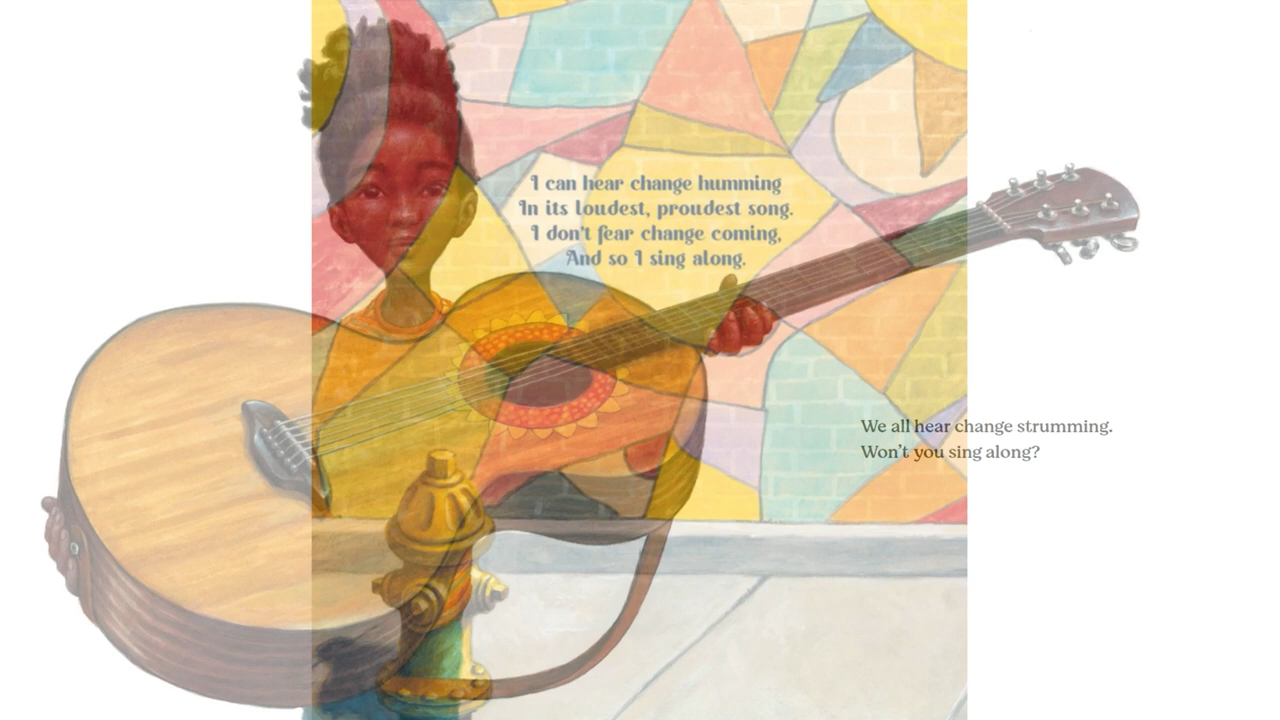 I can hear change humming
In its loudest, proudest song.
I don't fear change coming,
And so I sing along.
We all hear change strumming.
Won't you sing along?